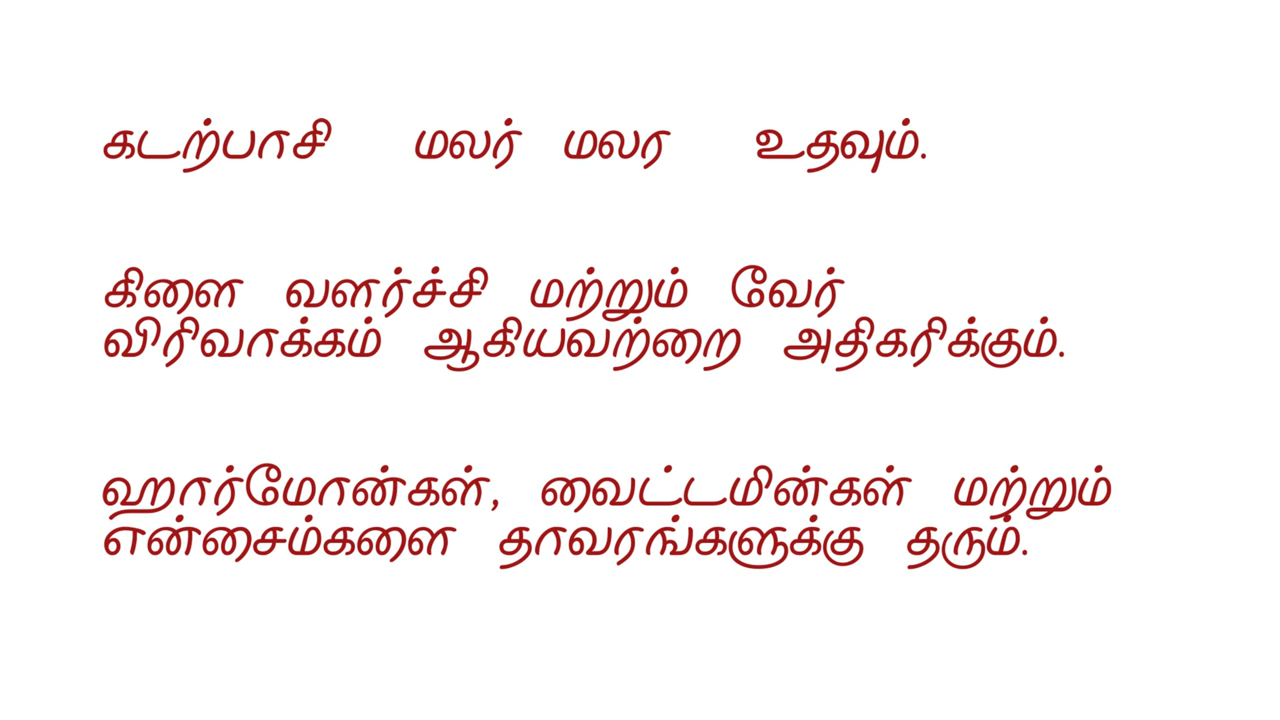 கடற்பாசி மலர் மலர உதவும்.
கிளை வளர்ச்சி மற்றும் வேர்
விரிவாக்கம் ஆகியவற்றை அதிகரிக்கும்.
ஹார்மோன்கள், வைட்டமின்கள் மற்றும்
என்சைம்களை தாவரங்களுக்கு தரும்.